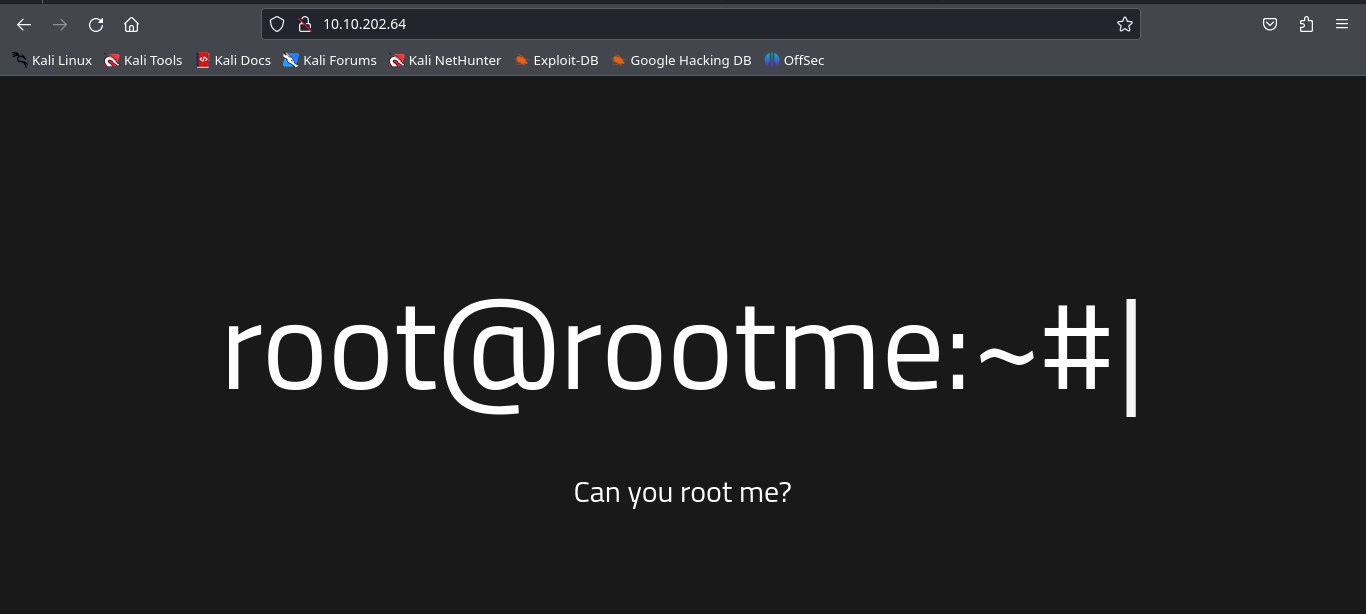 10.10.202.64
Kali Linux Kali Tools Kali Docs Kali Forums Kali NetHunter Exploit-DB Google Hacking DB OffSec
root@rootme:~#|
Can you root me?